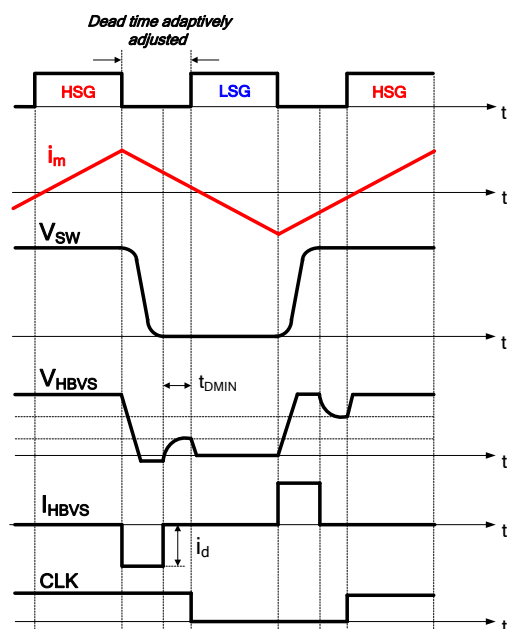 Dead time adaptively
adjusted
HSG
LSG
HSG
t
im
t
VSW
t
VHBVS
tDMIN
t
IHBVS
t
id
CLK
t